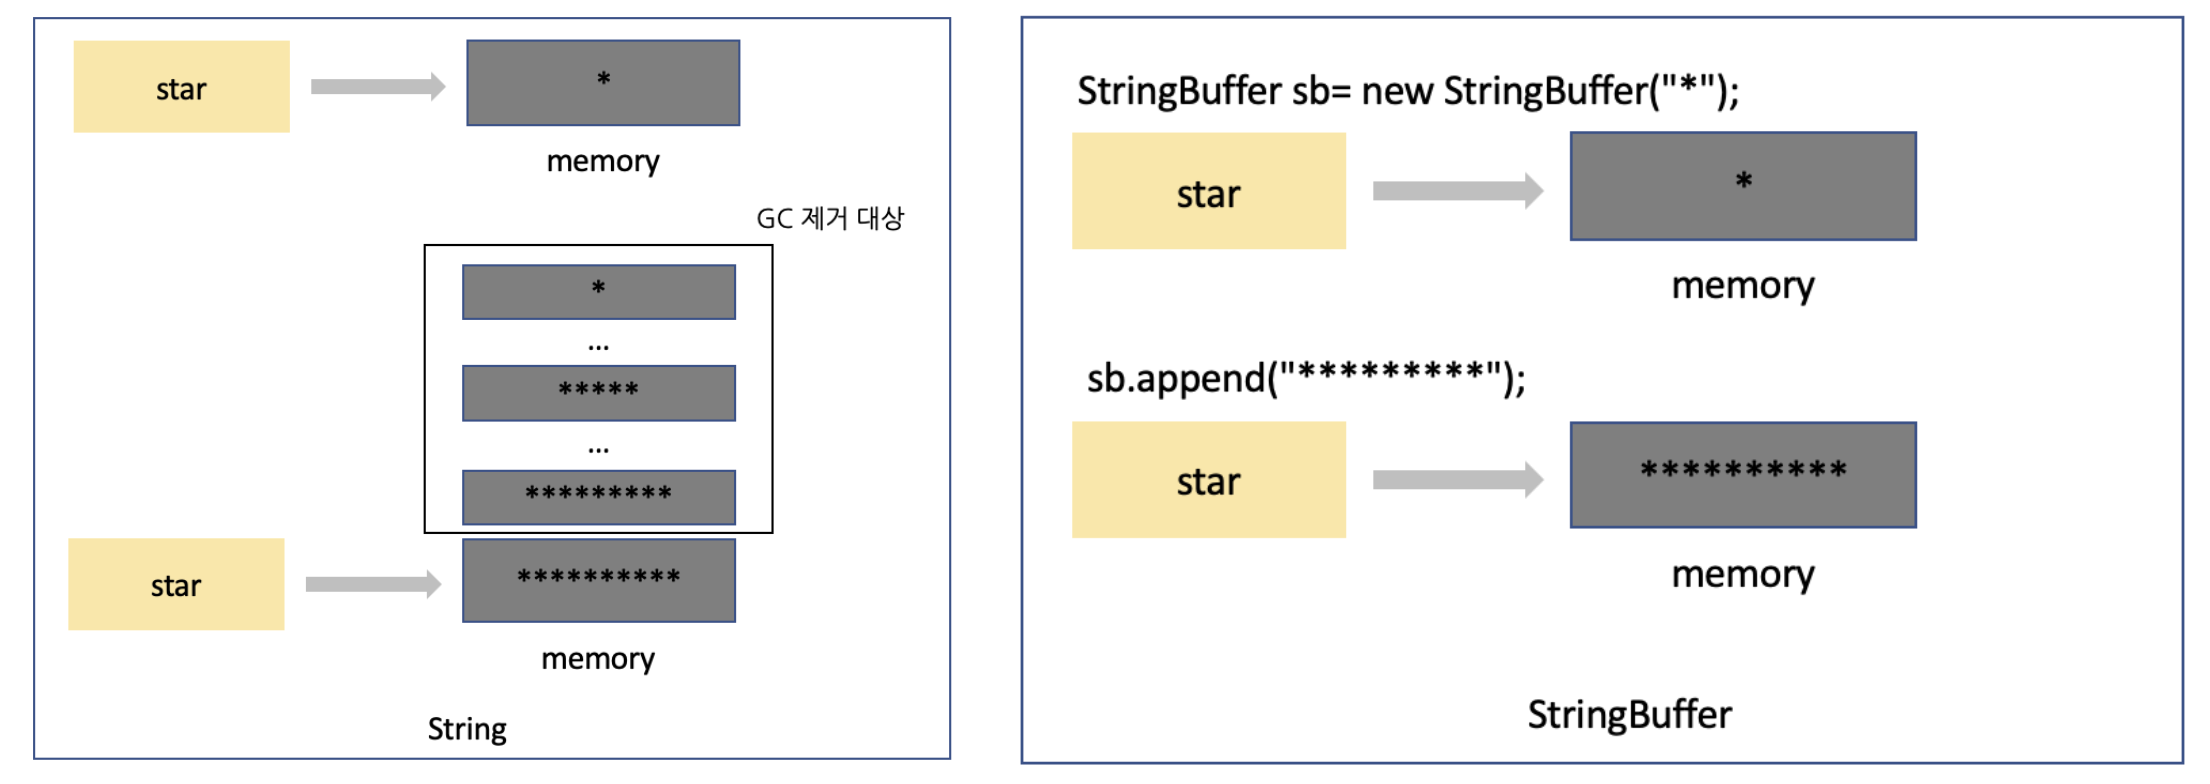 star
*
memory
GC 제거 대상
*
...
*****
...
*********
star
**********
memory
String
StringBuffer sb= new StringBuffer("*");
star
*
memory
sb.append("*********");
star
**********
memory
StringBuffer